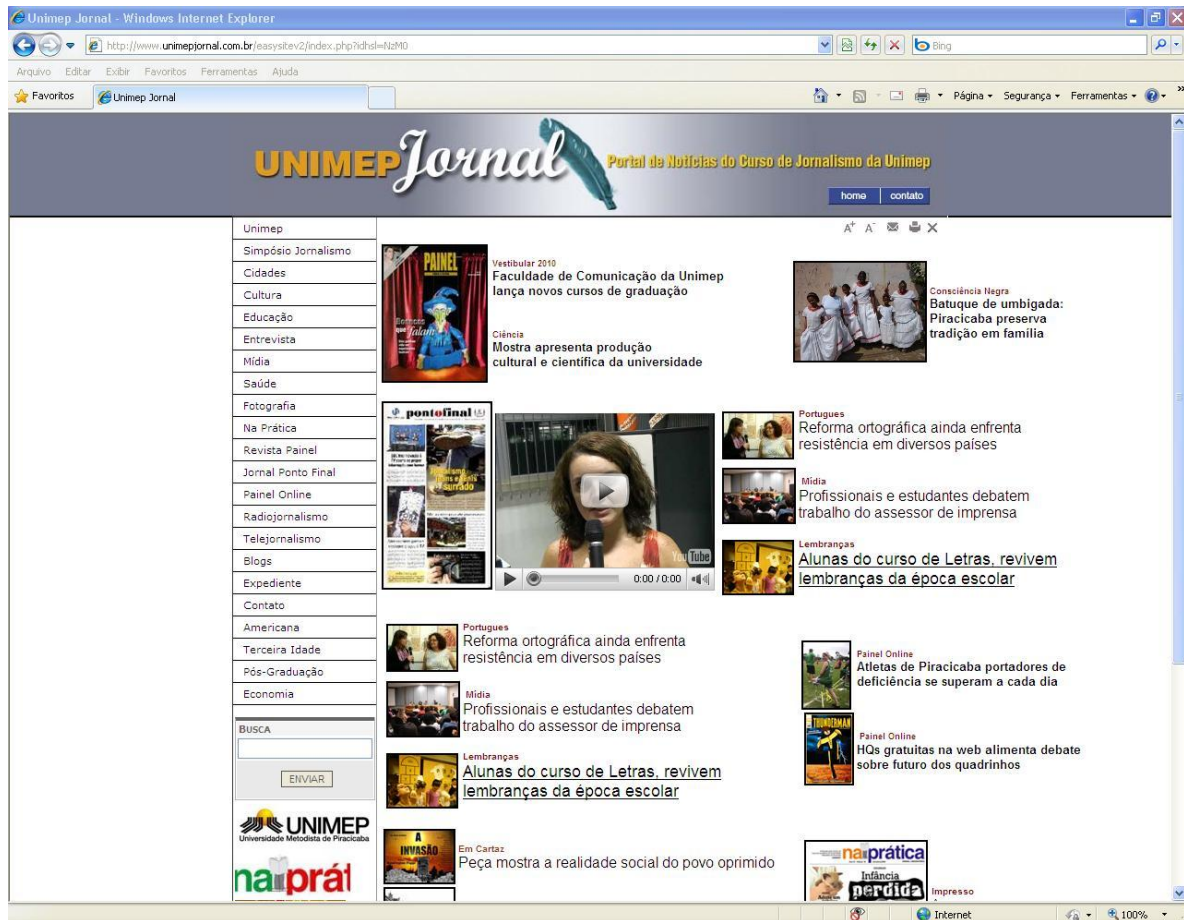 Unimep Jornal - Windows Internet Explorer
http://www.unimepjornal.com.br/easysitev2/index.php?idhsl=NzM0
Bing
Arquivo Editar Exibir Favoritos Ferramentas Ajuda
Favoritos
Unimep Jornal
Página
Segurança
Ferramentas
UNIMEP Jornal
Portal de Notícias do Curso de Jornalismo da Unimep
home
contato
A+ A-
Unimep
Simpósio Jornalismo
Cidades
Cultura
Educação
Entrevista
Mídia
Saúde
Fotografia
Na Prática
Revista Painel
Jornal Ponto Final
Painel Online
Radiojornalismo
Telejornalismo
Blogs
Expediente
Contato
Americana
Terceira Idade
Pós-Graduação
Economia
BUSCA
ENVIAR
UNIMEP
Universidade Metodista de Piracicaba
na prát
PAINEL
Bonecos
que falam
Vestibular 2010
Faculdade de Comunicação da Unimep
lança novos cursos de graduação
Ciência
Mostra apresenta produção
cultural e científica da universidade
Consciência Negra
Batuque de umbigada:
Piracicaba preserva
tradição em família
pontofinal
surrado
You Tube
0:00 / 0:00
Portugues
Reforma ortográfica ainda enfrenta
resistência em diversos países
Mídia
Profissionais e estudantes debatem
trabalho do assessor de imprensa
Lembranças
Alunas do curso de Letras, revivem
lembranças da época escolar
Portugues
Reforma ortográfica ainda enfrenta
resistência em diversos países
Mídia
Profissionais e estudantes debatem
trabalho do assessor de imprensa
Lembranças
Alunas do curso de Letras, revivem
lembranças da época escolar
Painel Online
Atletas de Piracicaba portadores de
deficiência se superam a cada dia
THUNDERMAN
Painel Online
HQs gratuitas na web alimenta debate
sobre futuro dos quadrinhos
A
INVASÃO
Em Cartaz
Peça mostra a realidade social do povo oprimido
na prática
Infância
perdida
Impresso
Internet
100%